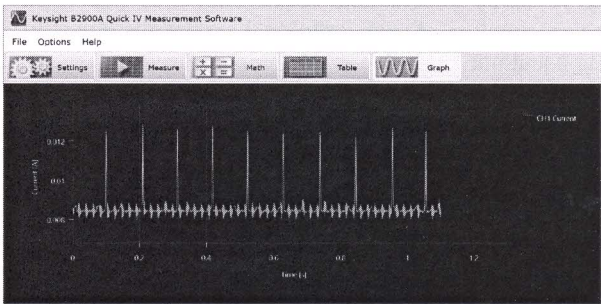 Keysight B2900A Quick IV Measurement Software
File Options Help
Settings Measure Math Table Graph
CH1 Current
0.012
0.01
0.008
Current [A]
0 0.2 0.4 0.6 0.8 1 1.2
Time [s]